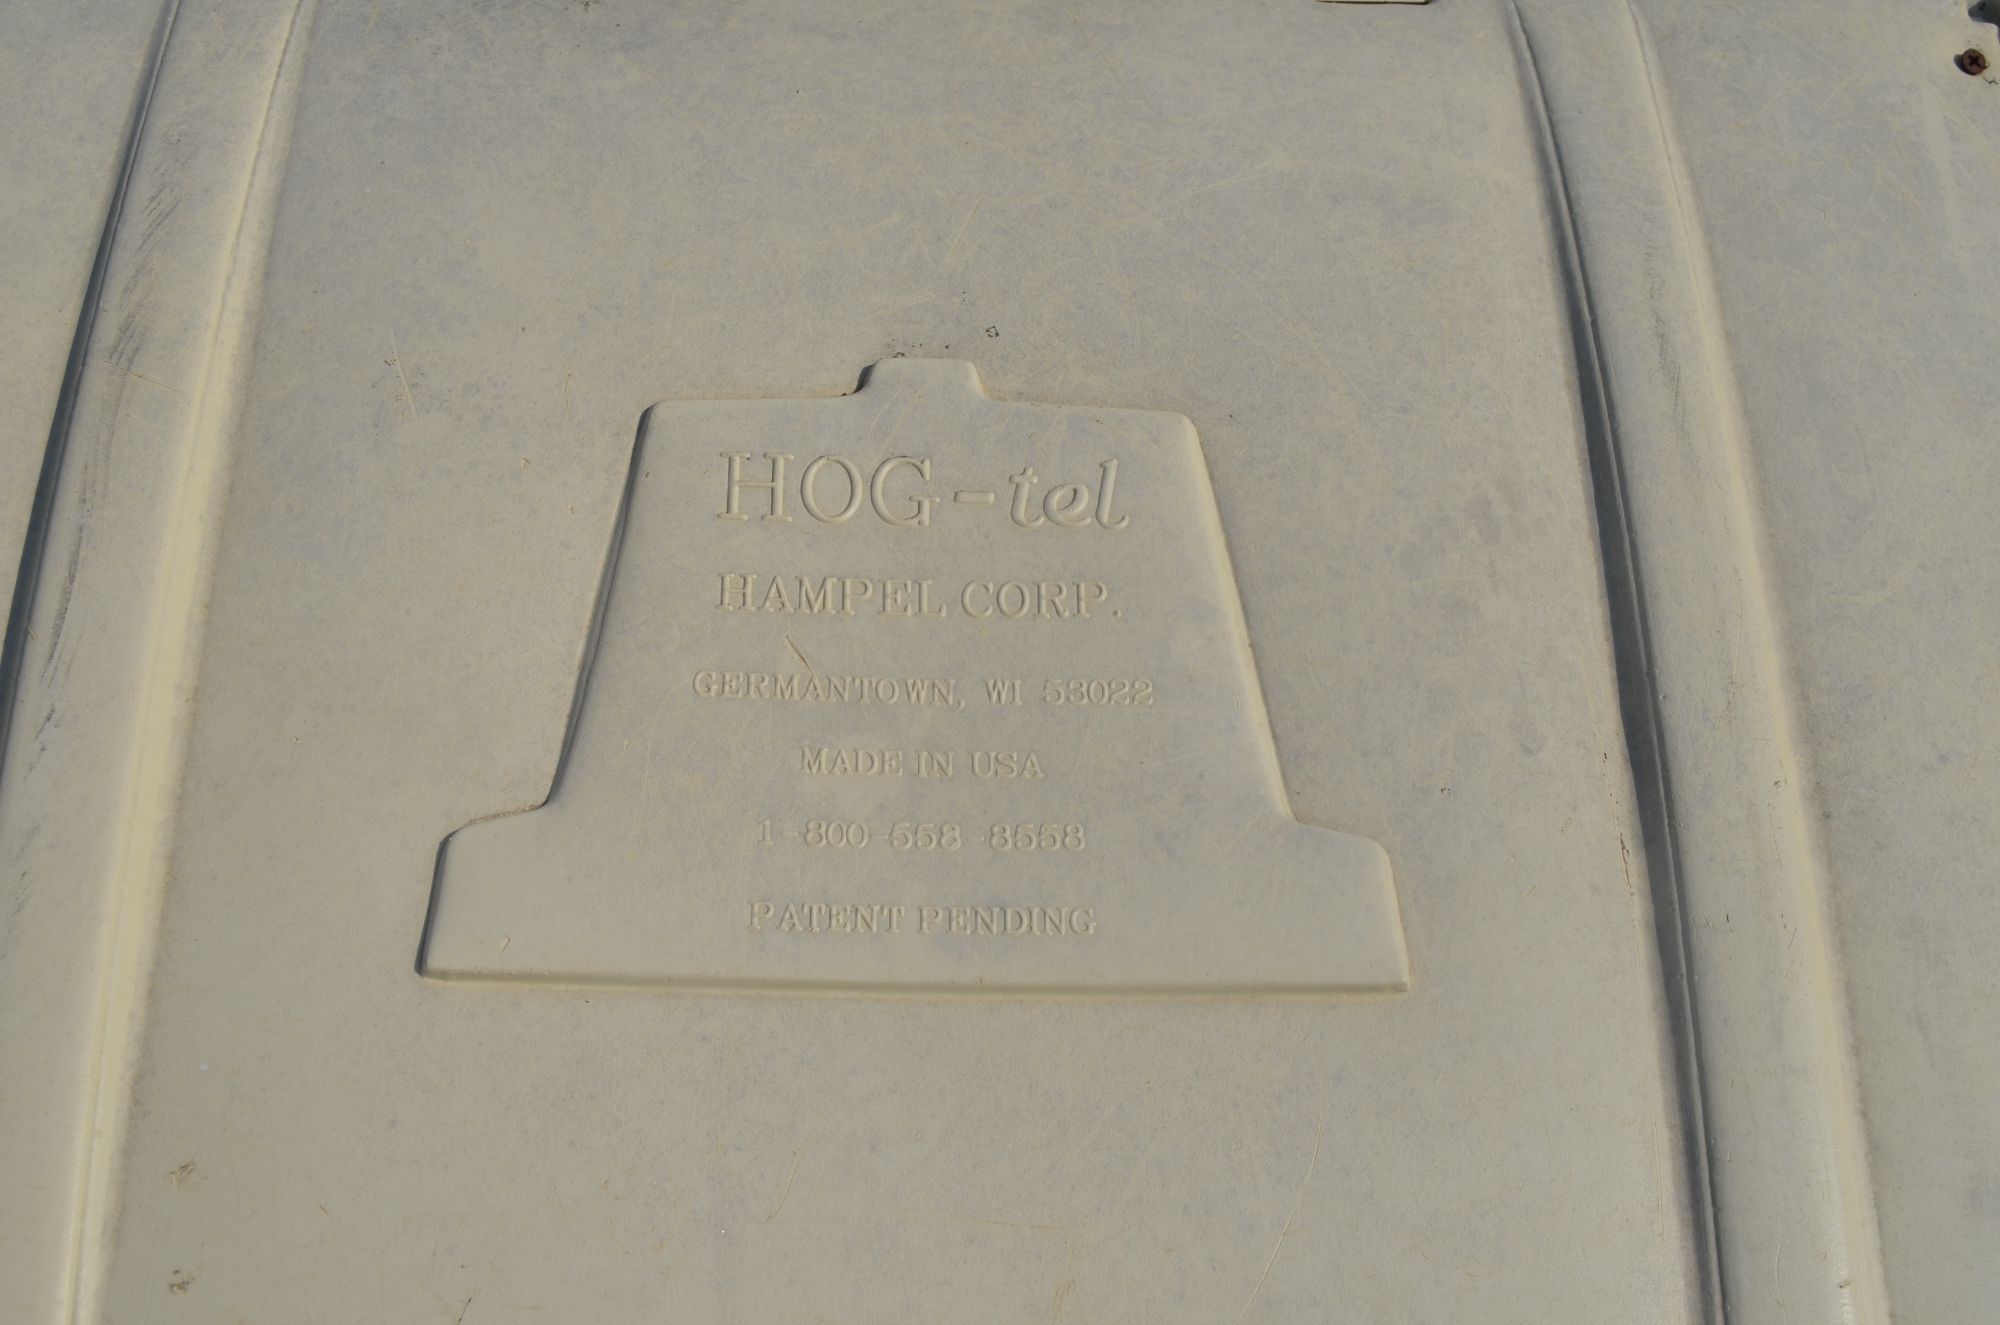 HOG-tel
HAMPEL CORP.
GERMANTOWN, WI 53022
MADE IN USA
1-800-558-8558
PATENT PENDING